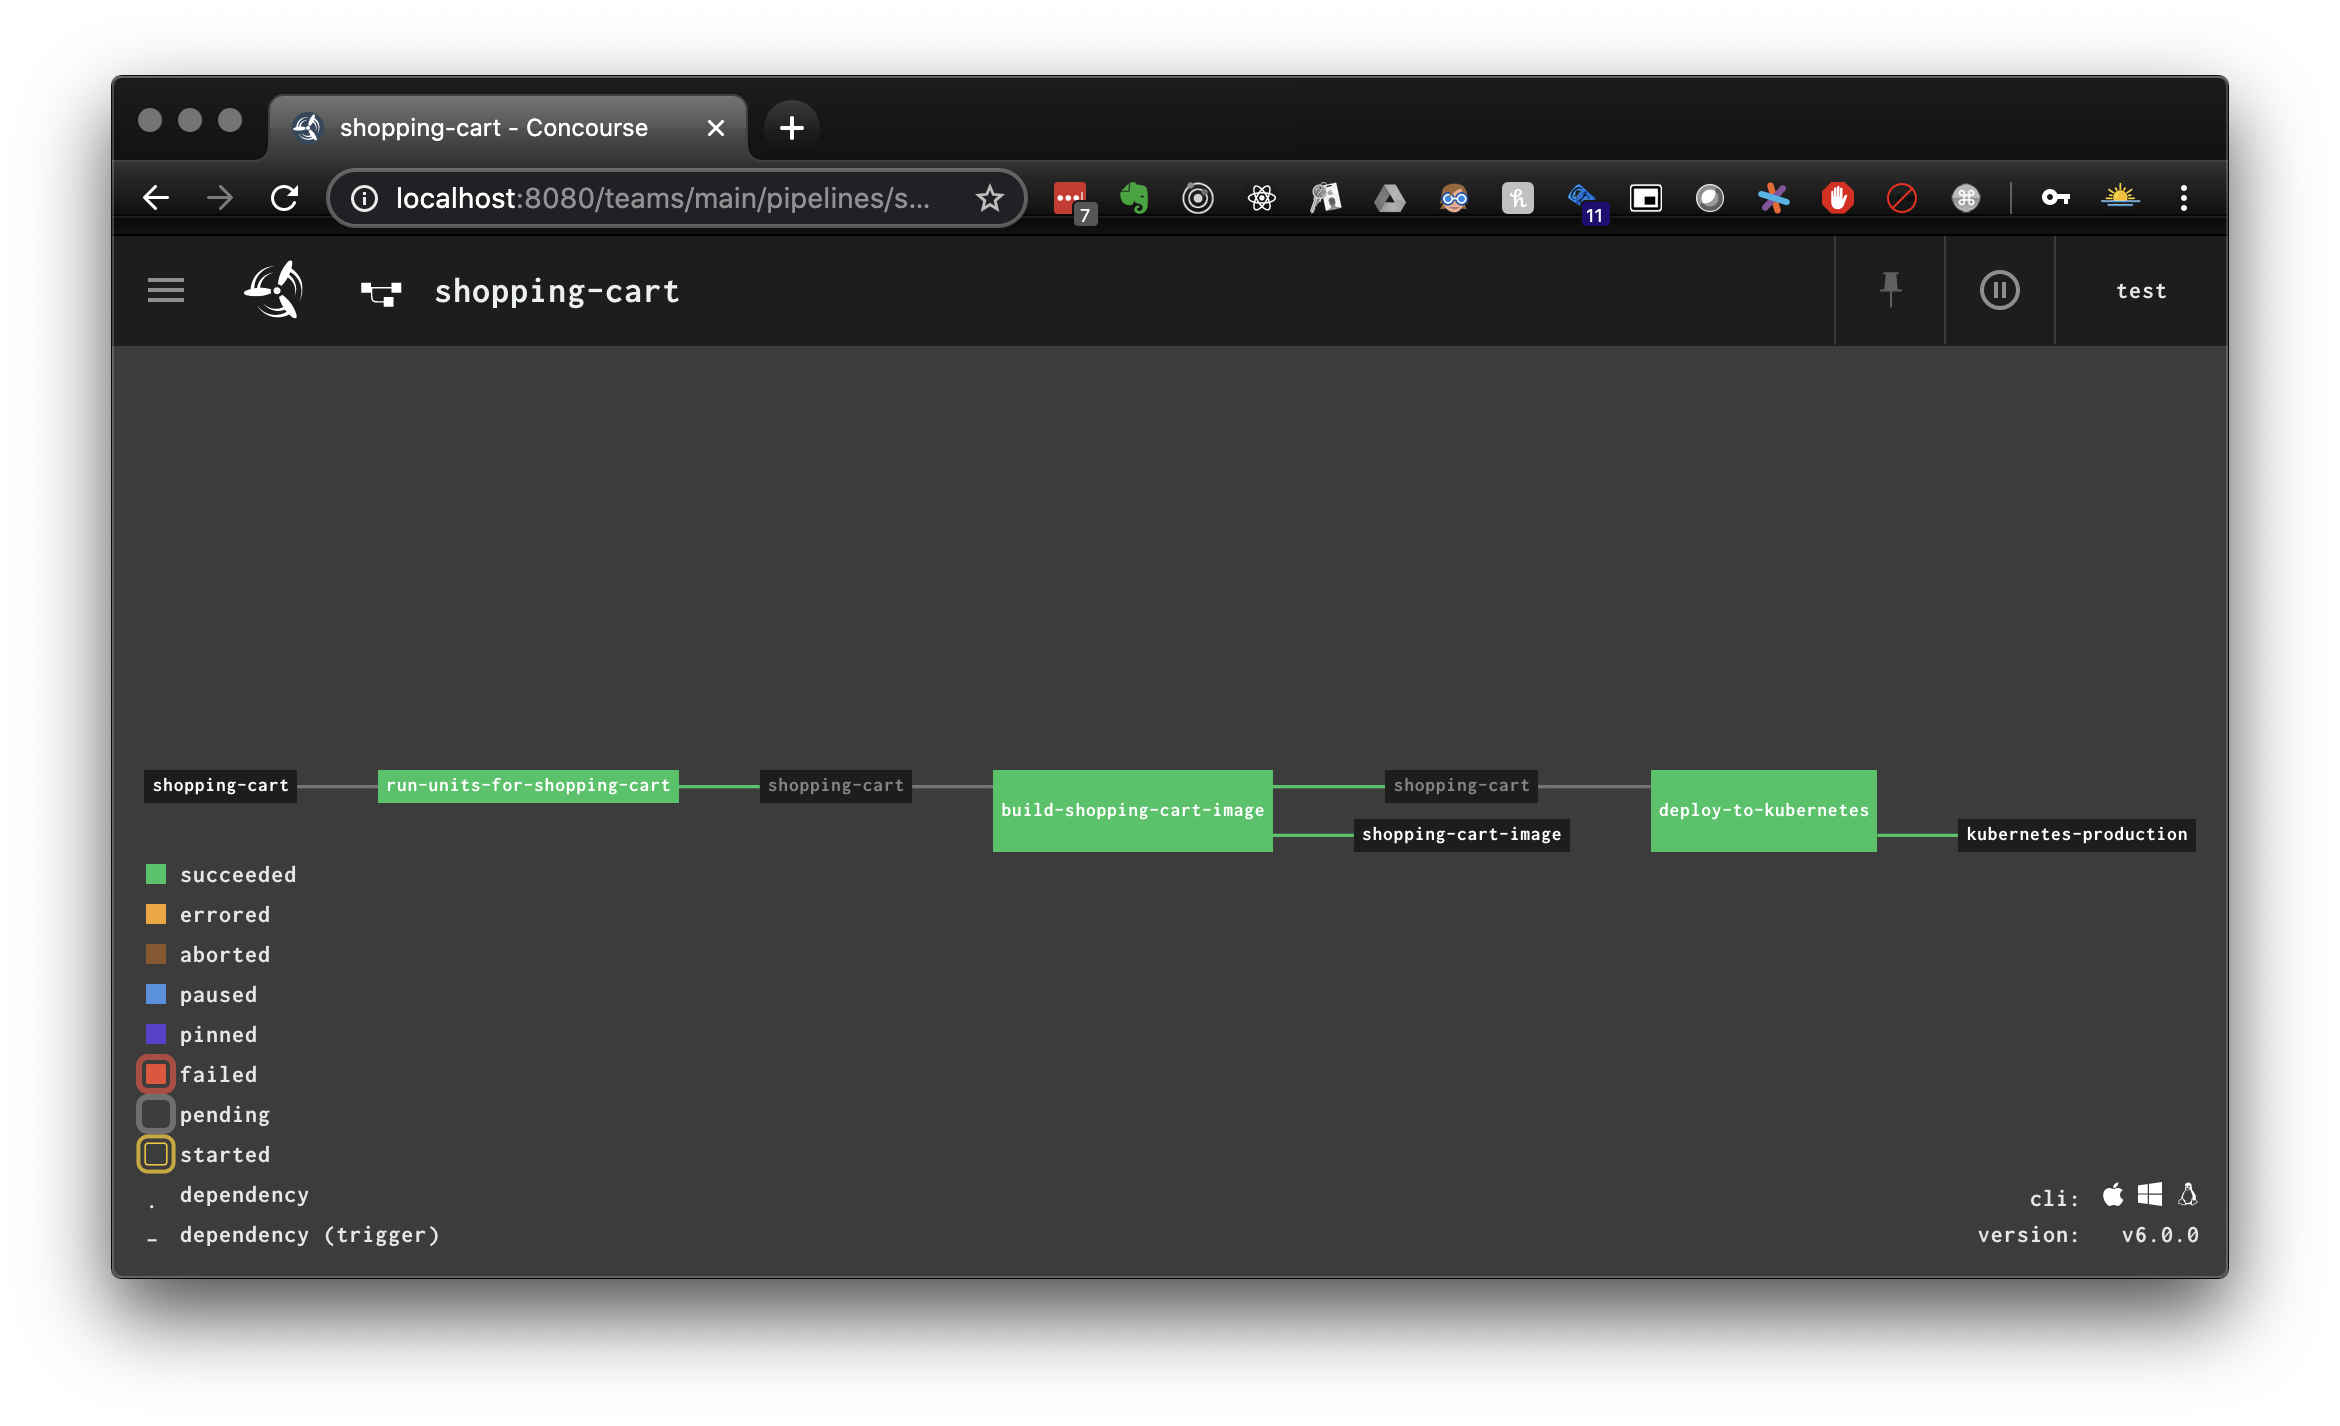 shopping-cart - Concourse
localhost:8080/teams/main/pipelines/s...
7
11
shopping-cart
test
shopping-cart
run-units-for-shopping-cart
shopping-cart
build-shopping-cart-image
shopping-cart
shopping-cart-image
deploy-to-kubernetes
kubernetes-production
succeeded
errored
aborted
paused
pinned
failed
pending
started
. dependency
- dependency (trigger)
cli:
version: v6.0.0